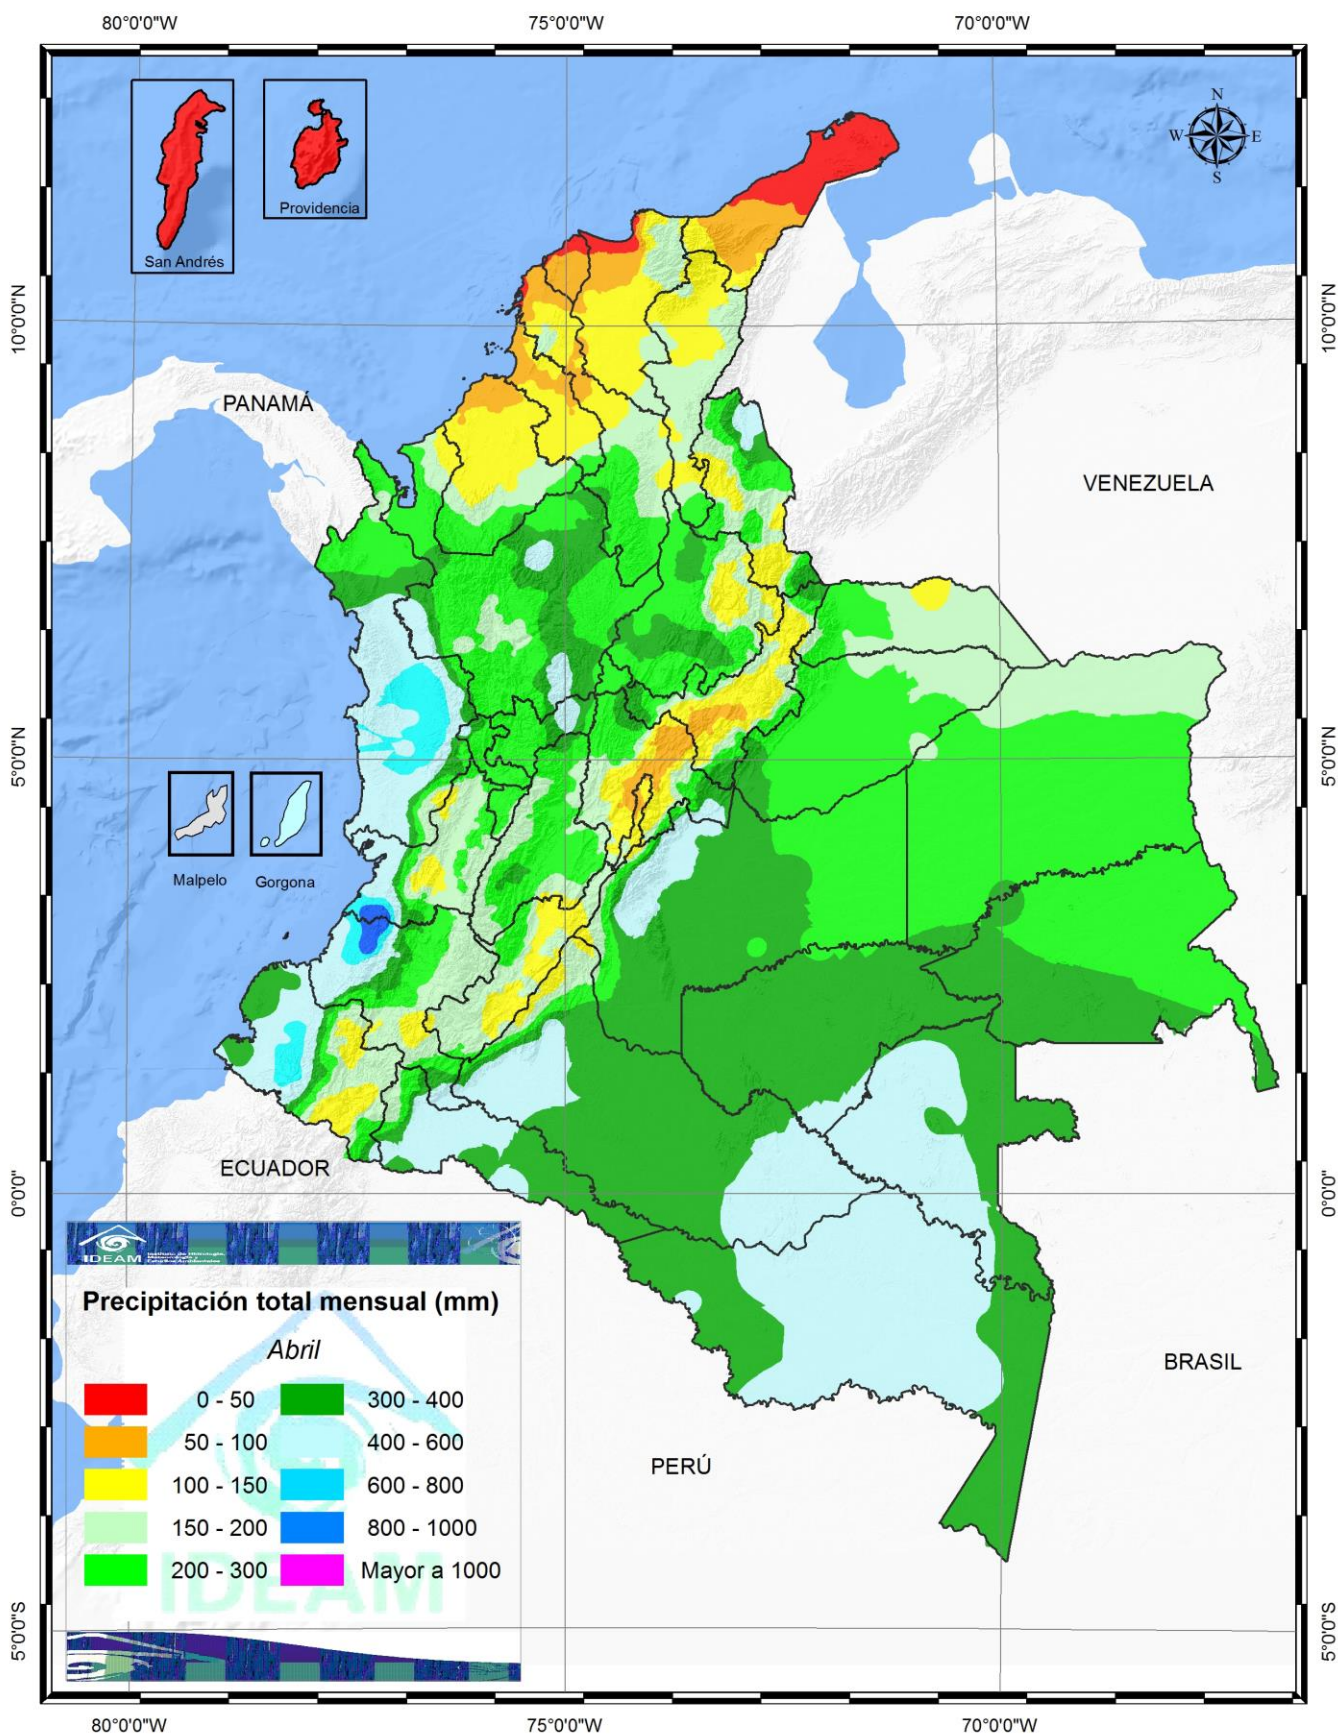 80°0'0"W 75°0'0"W 70°0'0"W
N
W E
S
San Andrés
Providencia
10°0'0"N 10°0'0"N
PANAMÁ
VENEZUELA
5°0'0"N 5°0'0"N
Malpelo Gorgona
ECUADOR
0°0'0" 0°0'0"
IDEAM
Precipitación total mensual (mm)
Abril
0 - 50 300 - 400
50 - 100 400 - 600
100 - 150 600 - 800
150 - 200 800 - 1000
200 - 300 Mayor a 1000
IDEAM
PERÚ
BRASIL
5°0'0"S 5°0'0"S
80°0'0"W 75°0'0"W 70°0'0"W